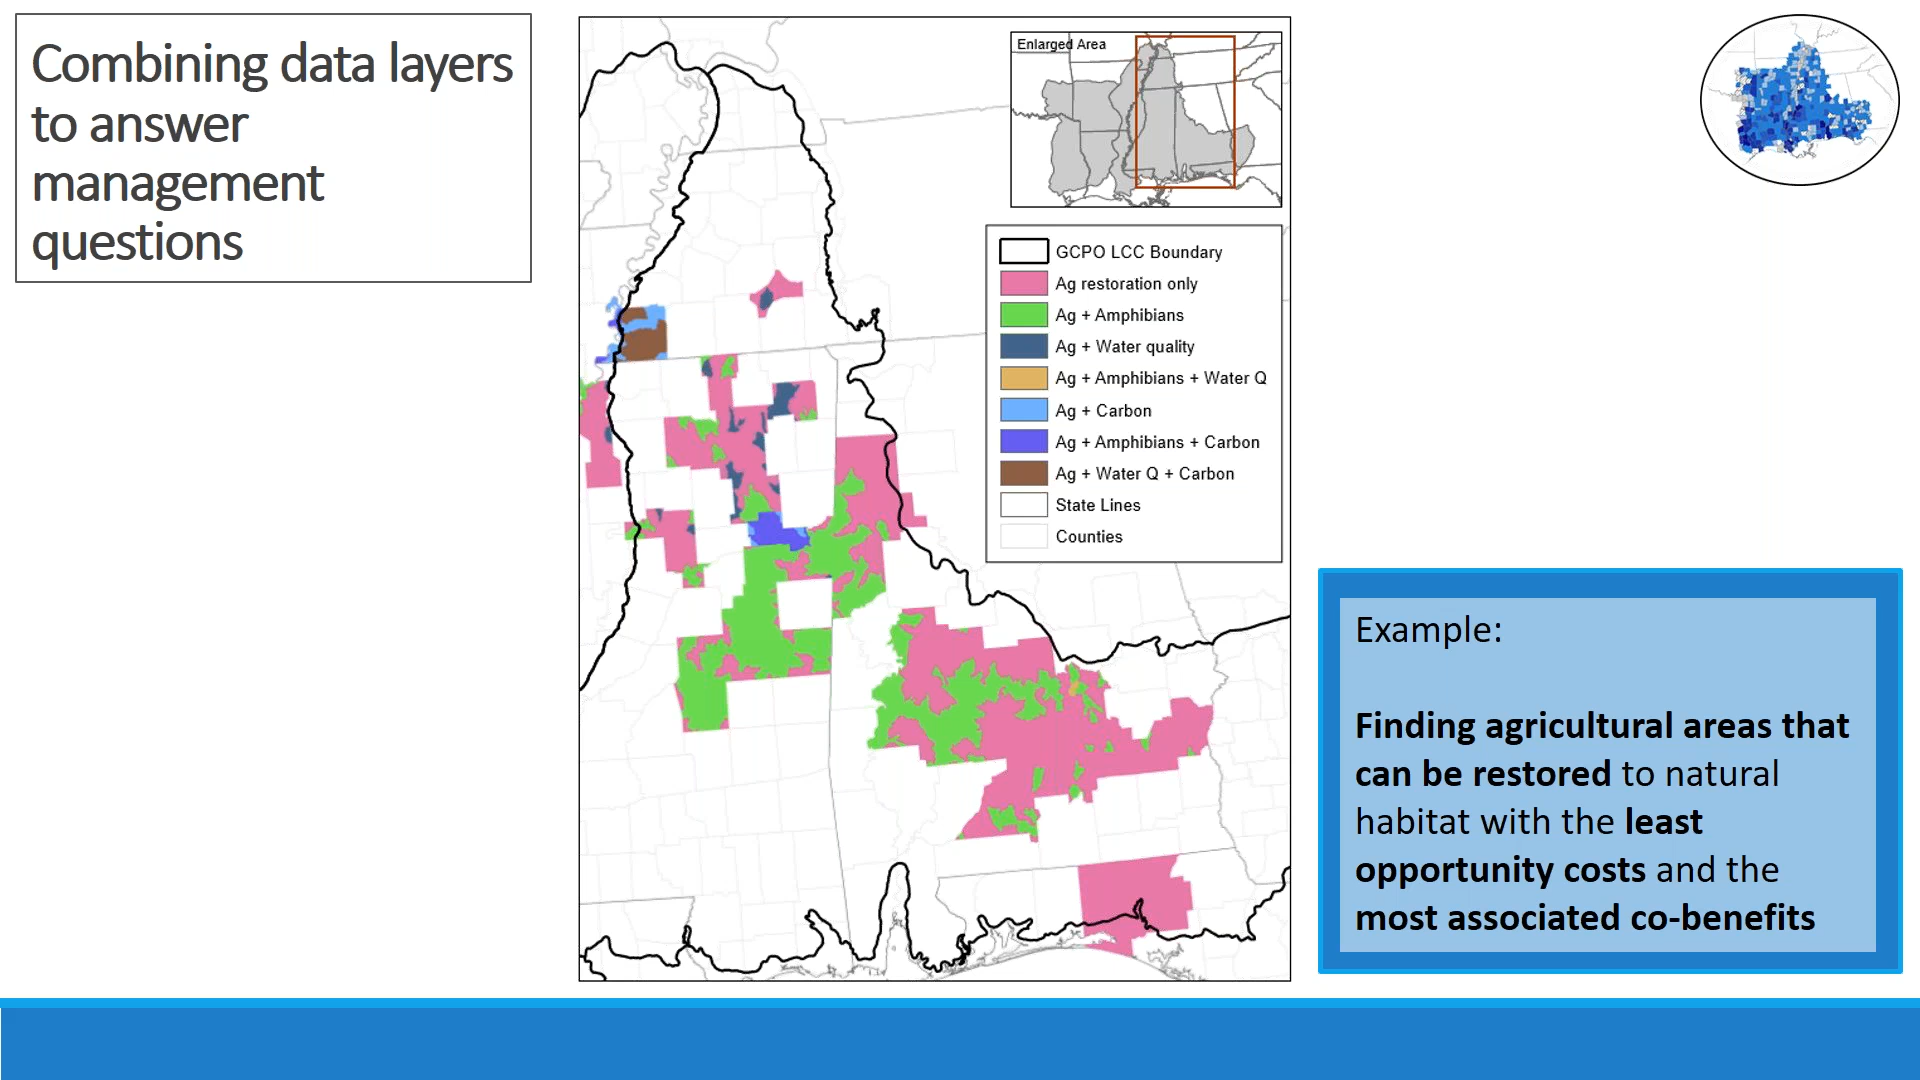 Combining data layers
to answer
management
questions
Enlarged Area
GCPO LCC Boundary
Ag restoration only
Ag + Amphibians
Ag + Water quality
Ag + Amphibians + Water Q
Ag + Carbon
Ag + Amphibians + Carbon
Ag + Water Q + Carbon
State Lines
Counties
Example:
Finding agricultural areas that
can be restored to natural
habitat with the least
opportunity costs and the
most associated co-benefits